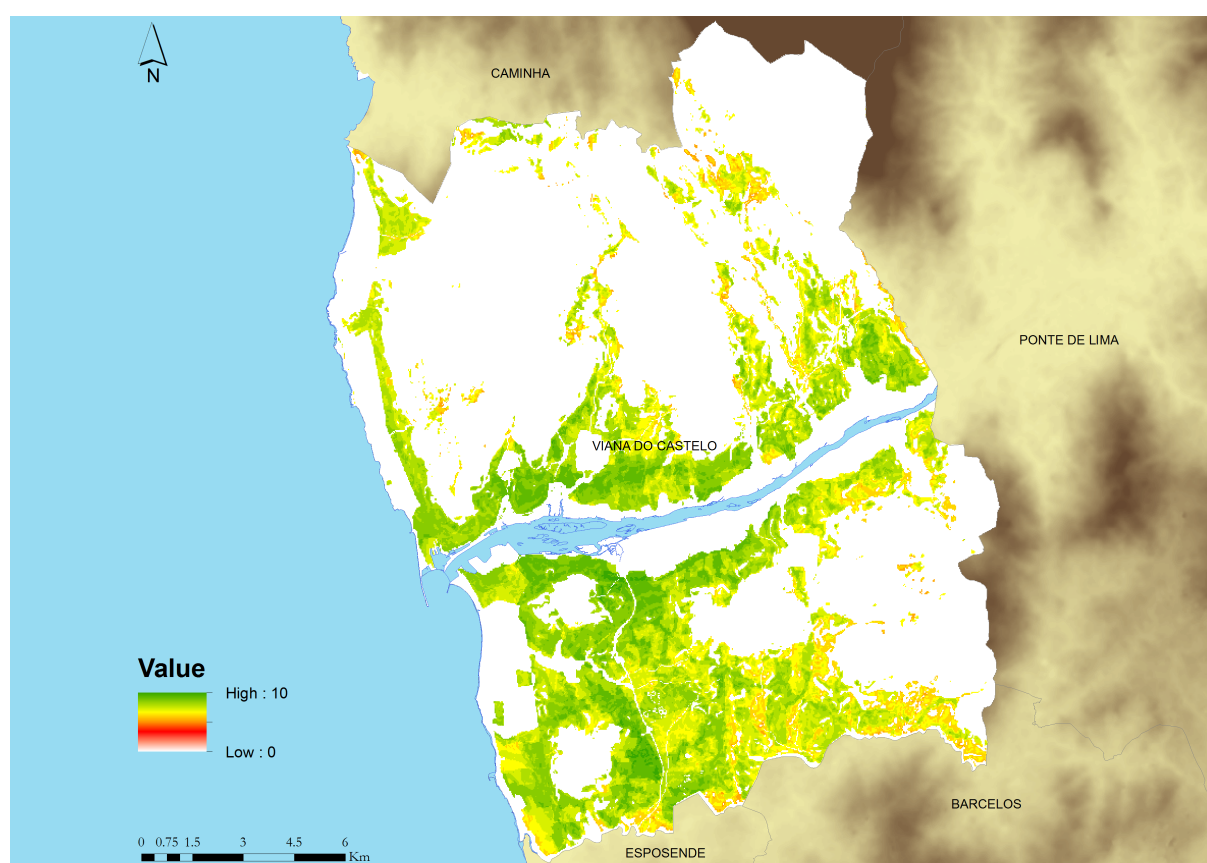 N
CAMINHA
PONTE DE LIMA
VIANA DO CASTELO
Value
High : 10
Low : 0
BARCELOS
0 0.75 1.5 3 4.5 6
Km
ESPOSENDE